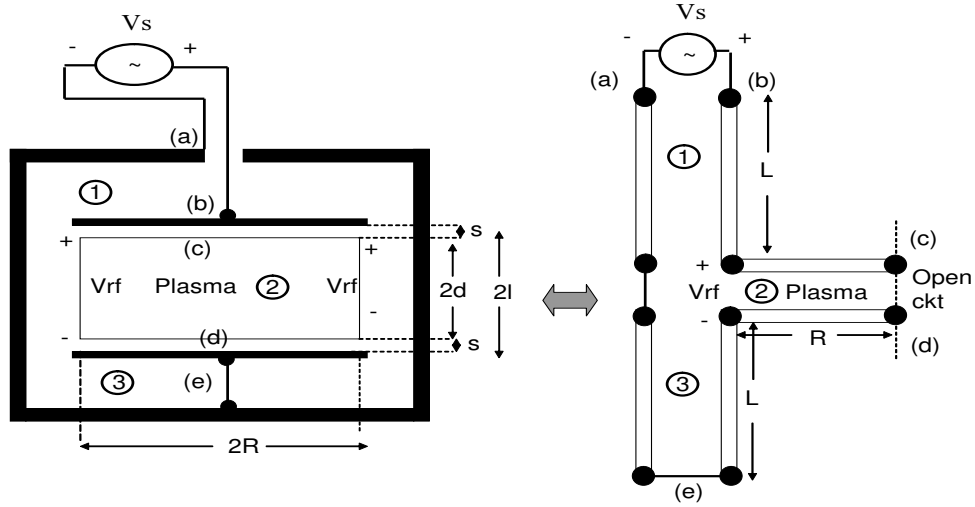 Vs
- ~ +
(a)
1
(b)
+ (c) +
Vrf Plasma 2 Vrf
- (d) -
3 (e)
2R
s
2d 2l
s
Vs
- ~ +
(a) (b)
1 L
(c)
+
Vrf 2 Plasma Open
ckt
-
R (d)
3 L
(e)